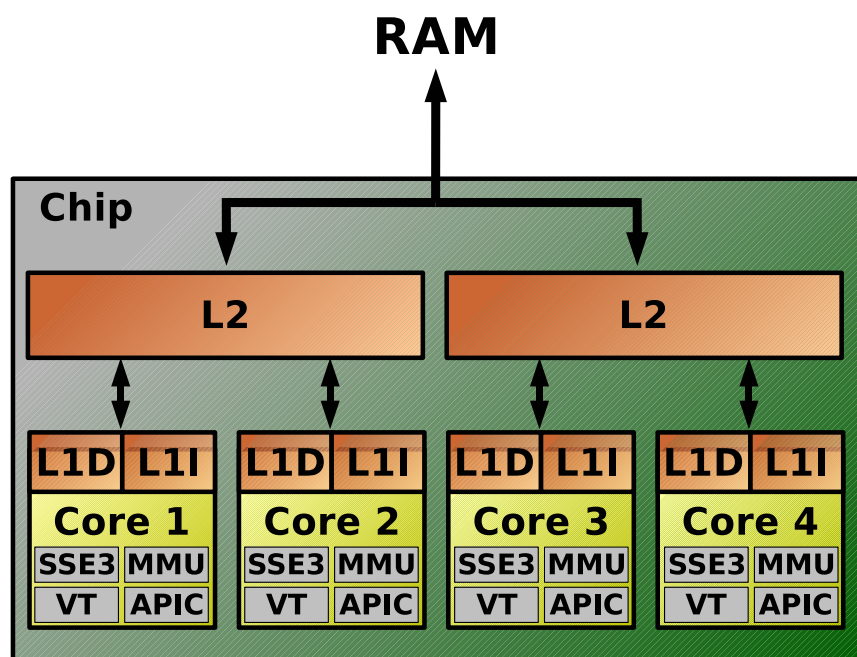 RAM
Chip
L2 L2
L1D L1I L1D L1I L1D L1I L1D L1I
Core 1 Core 2 Core 3 Core 4
SSE3 MMU SSE3 MMU SSE3 MMU SSE3 MMU
VT APIC VT APIC VT APIC VT APIC